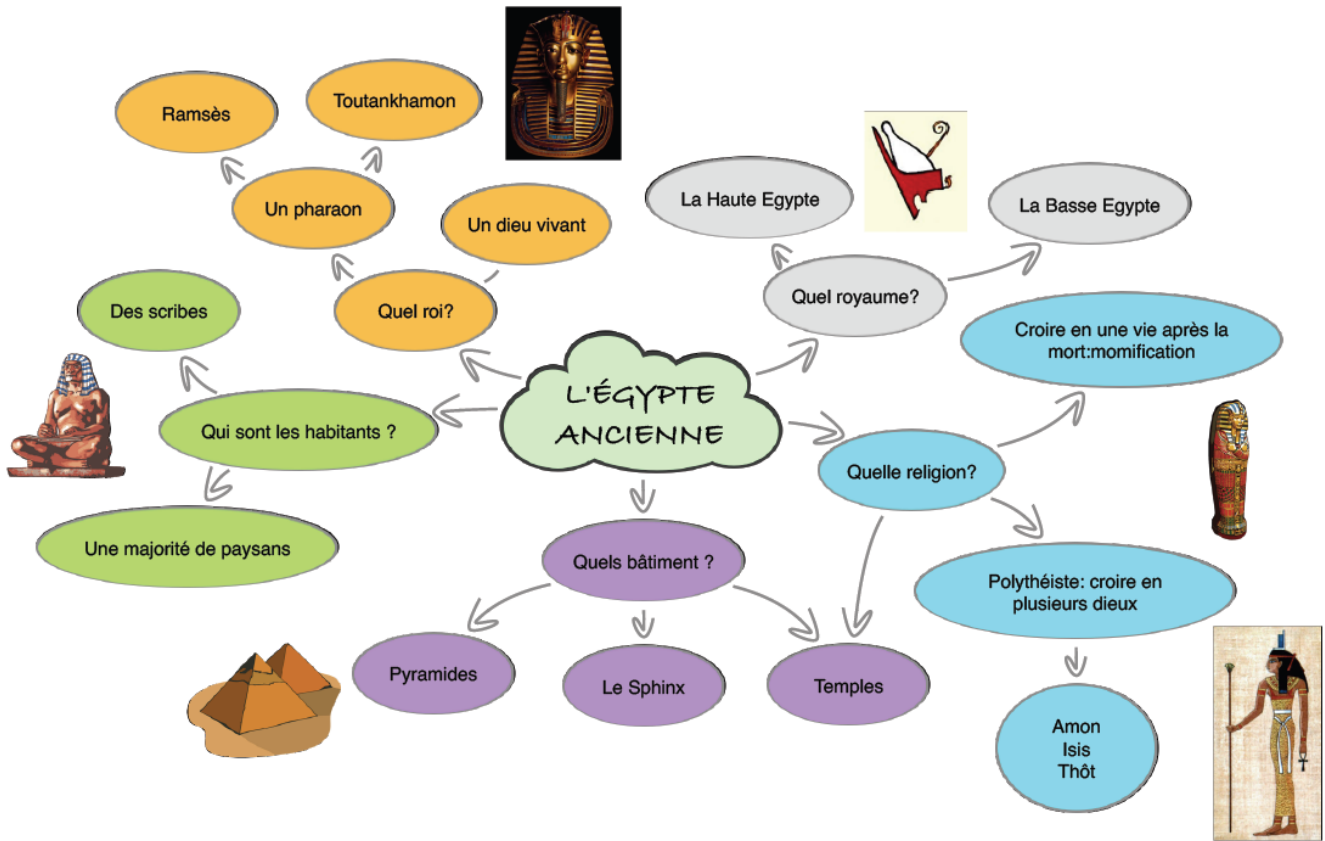 Ramsès
Toutankhamon
Un pharaon
Un dieu vivant
Quel roi?
La Haute Egypte
La Basse Egypte
Quel royaume?
Des scribes
Qui sont les habitants ?
Une majorité de paysans
L'ÉGYPTE
ANCIENNE
Croire en une vie après la
mort:momification
Quelle religion?
Polythéiste: croire en
plusieurs dieux
Amon
Isis
Thôt
Quels bâtiment ?
Pyramides
Le Sphinx
Temples